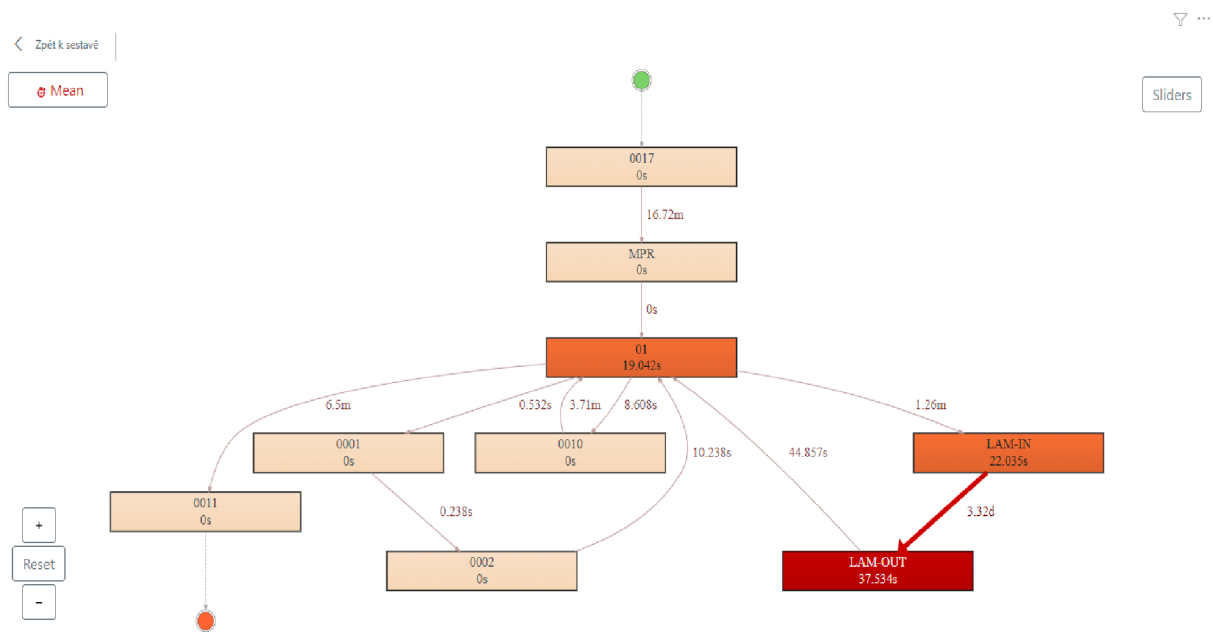 Zpět k sestavě
Mean
Sliders
0017
0s
16.72m
MPR
0s
0s
01
19.042s
6.5m
0.532s
3.71m
8.608s
1.26m
0001
0s
0010
0s
10.238s
44.857s
LAM-IN
22.035s
0011
0s
0.238s
3.32d
0002
0s
LAM-OUT
37.534s
+
Reset
-